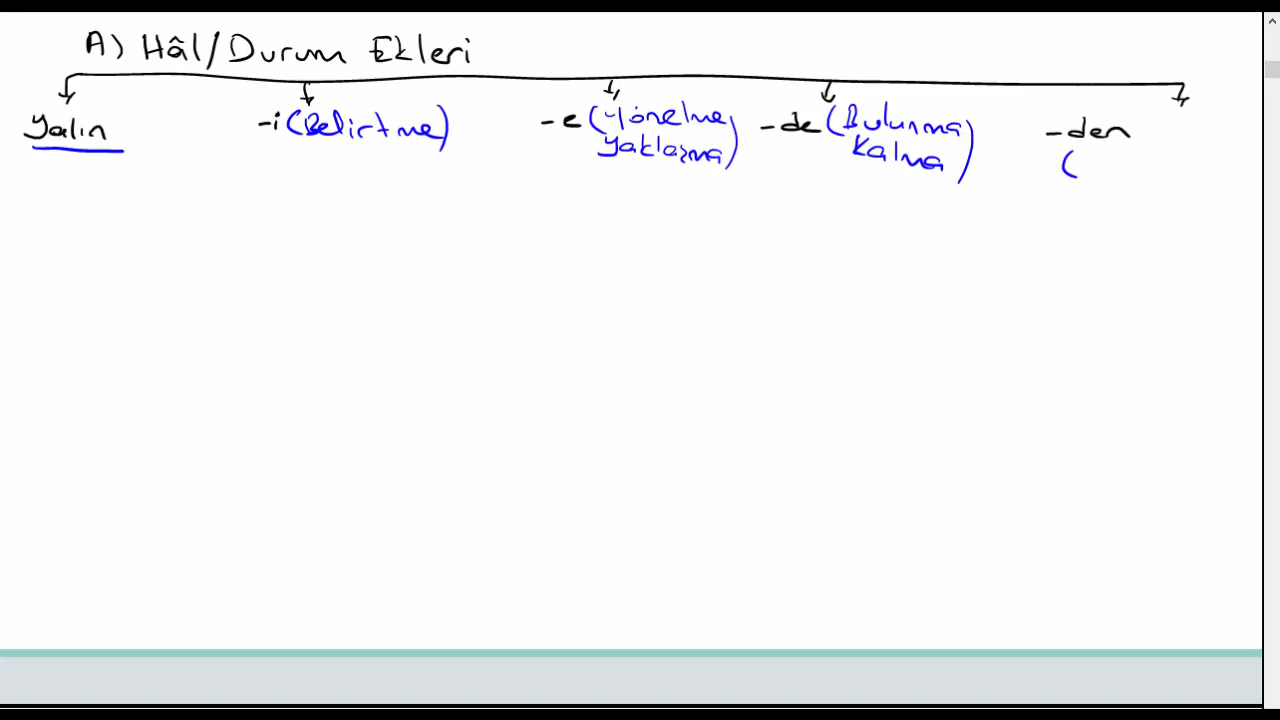 A) Hâl/Durum Ekleri
Yalın -i (Belirtme) -e (Yönelme -de (Bulunma -den
Yaklaşma) Kalma) (